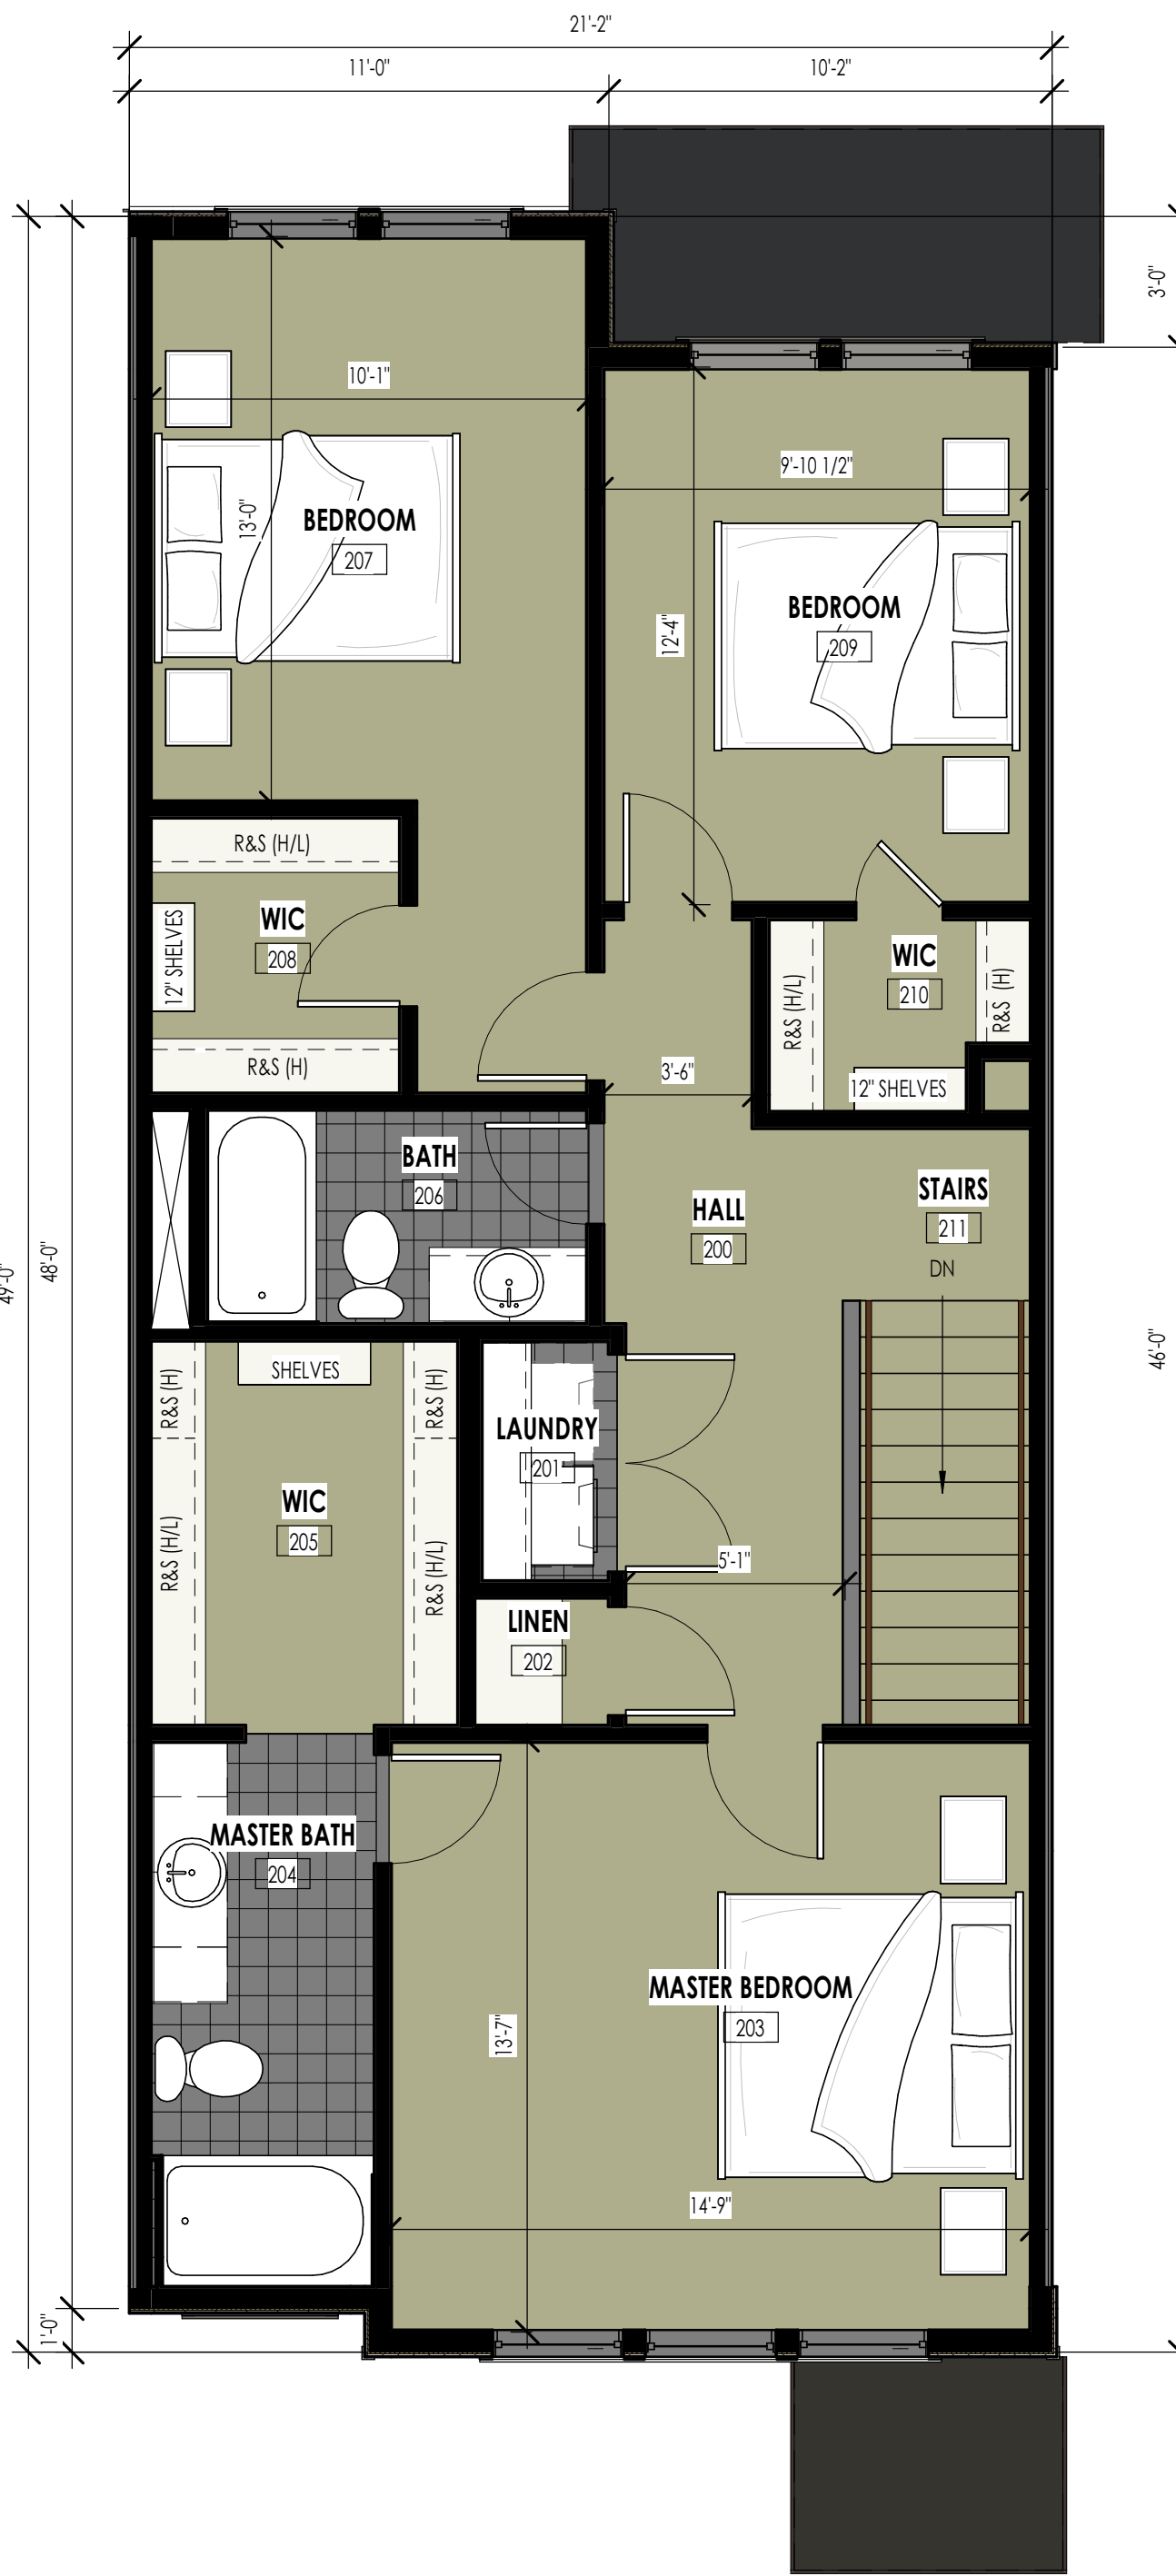 21'-2"
11'-0"
10'-2"
3'-0"
10'-1"
9'-10 1/2"
13'-0"
BEDROOM
207
BEDROOM
209
12'-4"
R&S (H/L)
WIC
208
12" SHELVES
R&S (H)
WIC
210
R&S (H/L)
R&S (H)
12" SHELVES
3'-6"
BATH
206
HALL
200
STAIRS
211
DN
49'-0"
48'-0"
46'-0"
SHELVES
R&S (H)
R&S (H)
LAUNDRY
201
WIC
205
R&S (H/L)
R&S (H/L)
5'-1"
LINEN
202
MASTER BATH
204
MASTER BEDROOM
203
13'-7"
14'-9"
1'-0"